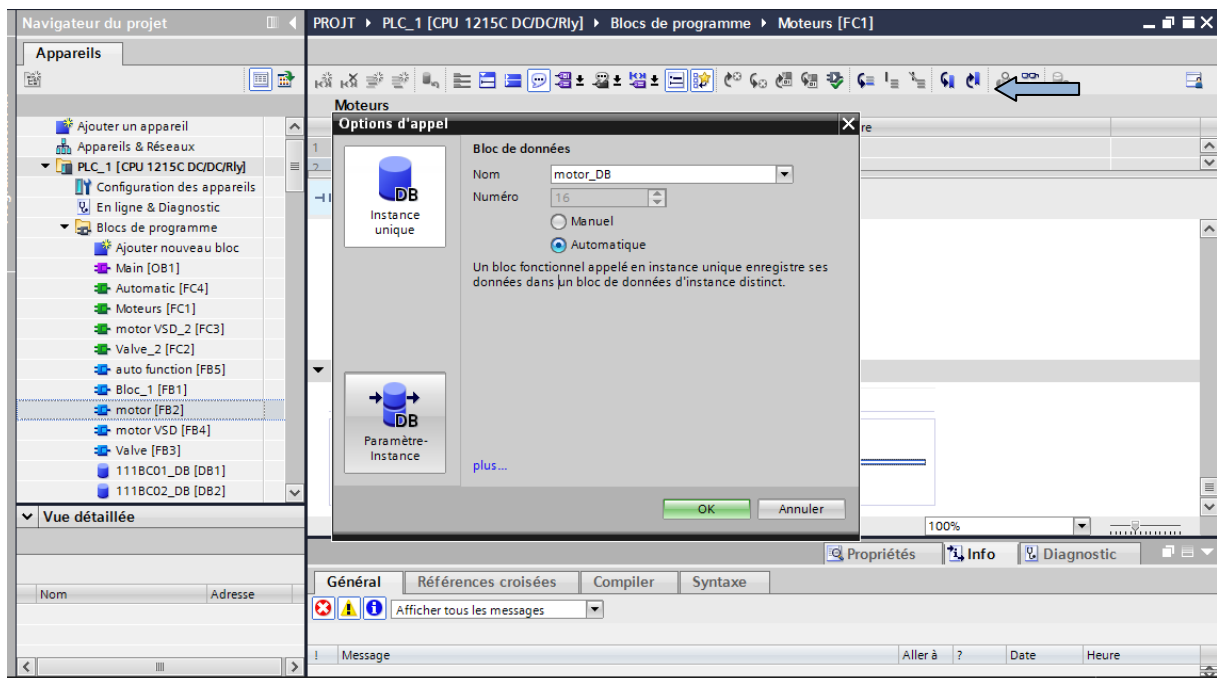 Navigateur du projet
PROJT ▸ PLC_1 [CPU 1215C DC/DC/Rly] ▸ Blocs de programme ▸ Moteurs [FC1]
Appareils
Moteurs
Ajouter un appareil
Appareils & Réseaux
PLC_1 [CPU 1215C DC/DC/Rly]
Configuration des appareils
En ligne & Diagnostic
Blocs de programme
Ajouter nouveau bloc
Main [OB1]
Automatic [FC4]
Moteurs [FC1]
motor VSD_2 [FC3]
Valve_2 [FC2]
auto function [FB5]
Bloc_1 [FB1]
motor [FB2]
motor VSD [FB4]
Valve [FB3]
111BC01_DB [DB1]
111BC02_DB [DB2]
Vue détaillée
Nom Adresse
re
1
2
Options d'appel
DB
Instance
unique
DB
Paramètre-
Instance
Bloc de données
Nom motor_DB
Numéro 16
Manuel
Automatique
Un bloc fonctionnel appelé en instance unique enregistre ses
données dans un bloc de données d'instance distinct.
plus...
OK Annuler
100%
Propriétés Info Diagnostic
Général Références croisées Compiler Syntaxe
Afficher tous les messages
! Message Aller à ? Date Heure